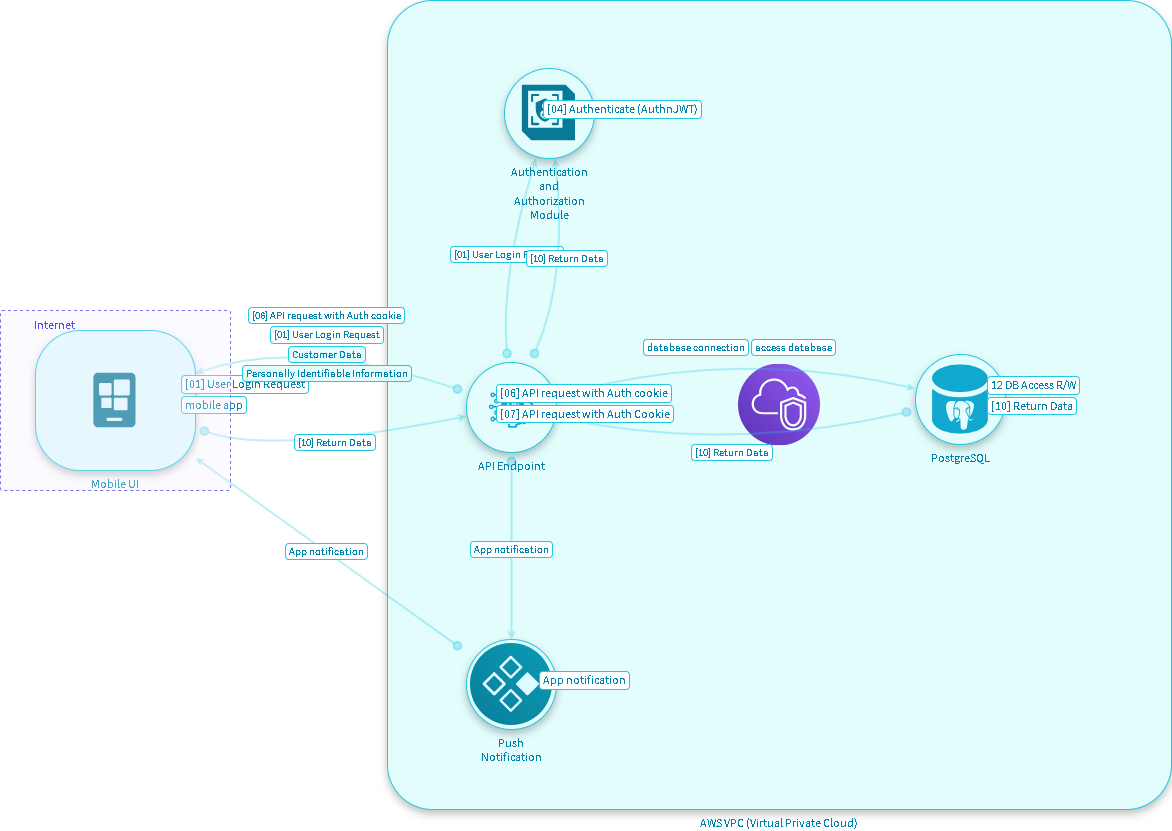 [04] Authenticate (AuthnJWT)
Authentication
and
Authorization
Module
[01] User Login R
[10] Return Data
[06] API request with Auth cookie
Internet
[01] User Login Request
Customer Data
Personally Identifiable Information
[01] User Login Request
mobile app
[10] Return Data
Mobile UI
database connection
access database
[06] API request with Auth cookie
[07] API request with Auth Cookie
API Endpoint
[10] Return Data
12 DB Access R/W
[10] Return Data
PostgreSQL
App notification
App notification
App notification
Push
Notification
AWS VPC (Virtual Private Cloud)